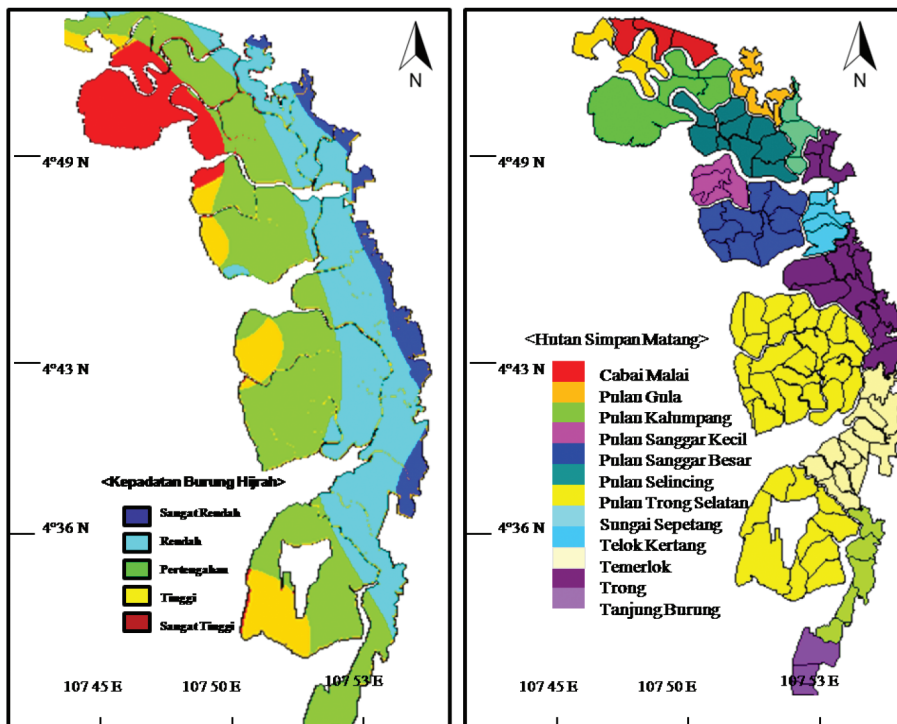 N
4°49 N
4°43 N
4°36 N
<Kepadatan Burung Hijrah>
Sangat Rendah
Rendah
Pertengahan
Tinggi
Sangat Tinggi
107 45 E
107 50 E
107 53 E
N
4°49 N
4°43 N
4°36 N
<Hutan Simpan Matang>
Cabai Malai
Pulau Gula
Pulau Kalumpang
Pulau Sanggar Kecil
Pulau Sanggar Besar
Pulau Selincing
Pulau Trong Selatan
Sungai Sepetang
Telok Kertang
Temerlok
Trong
Tanjung Burung
107 45 E
107 50 E
107 53 E